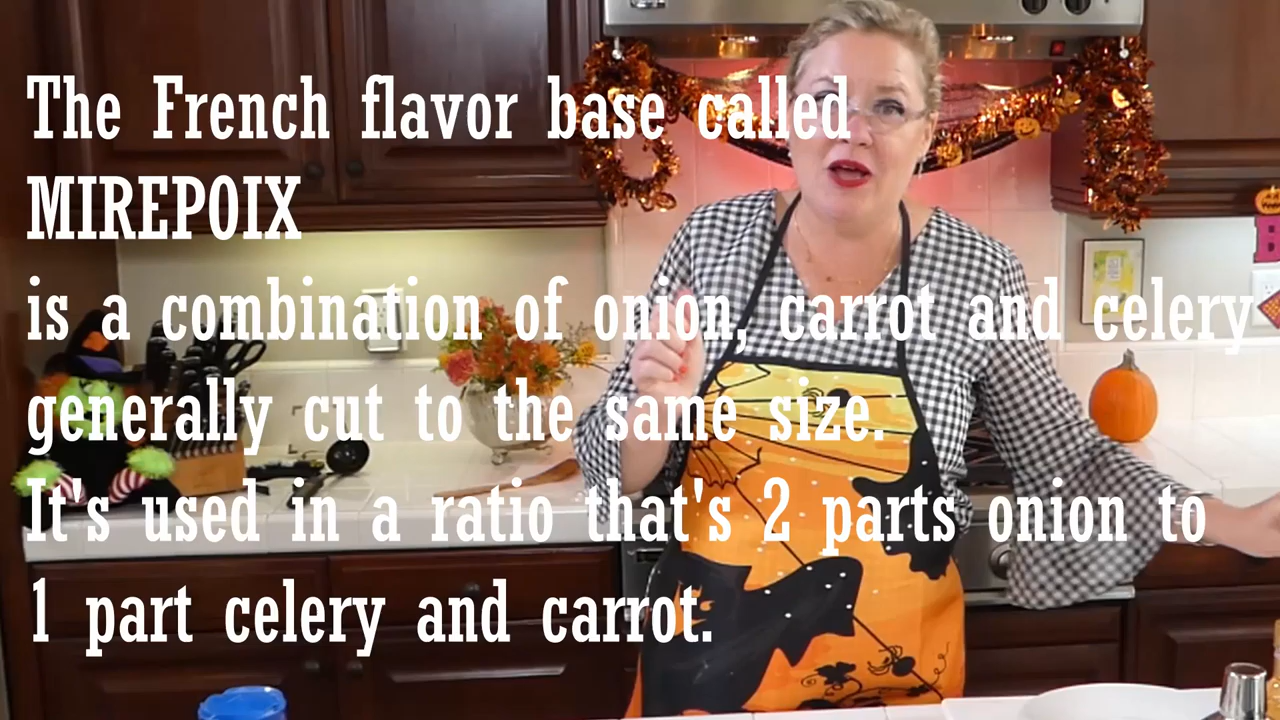 The French flavor base called
MIREPOIX
is a combination of onion, carrot and celery
generally cut to the same size.
It's used in a ratio that's 2 parts onion to
1 part celery and carrot.